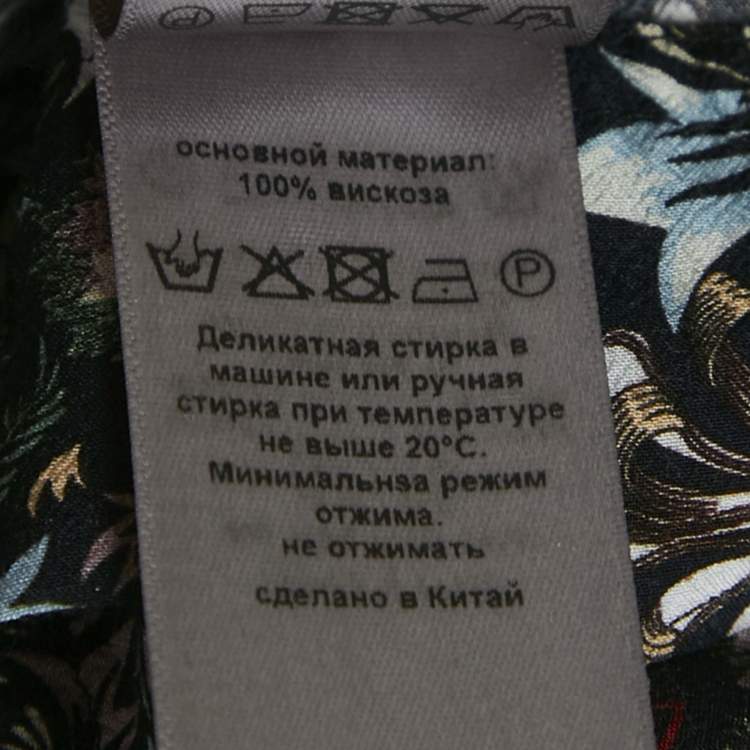 основной материал:
100% вискоза
P
Деликатная стирка в
машине или ручная
стирка при температуре
не выше 20°C.
Минимальнsa режим
отжима.
не отжимать
сделано в Китай